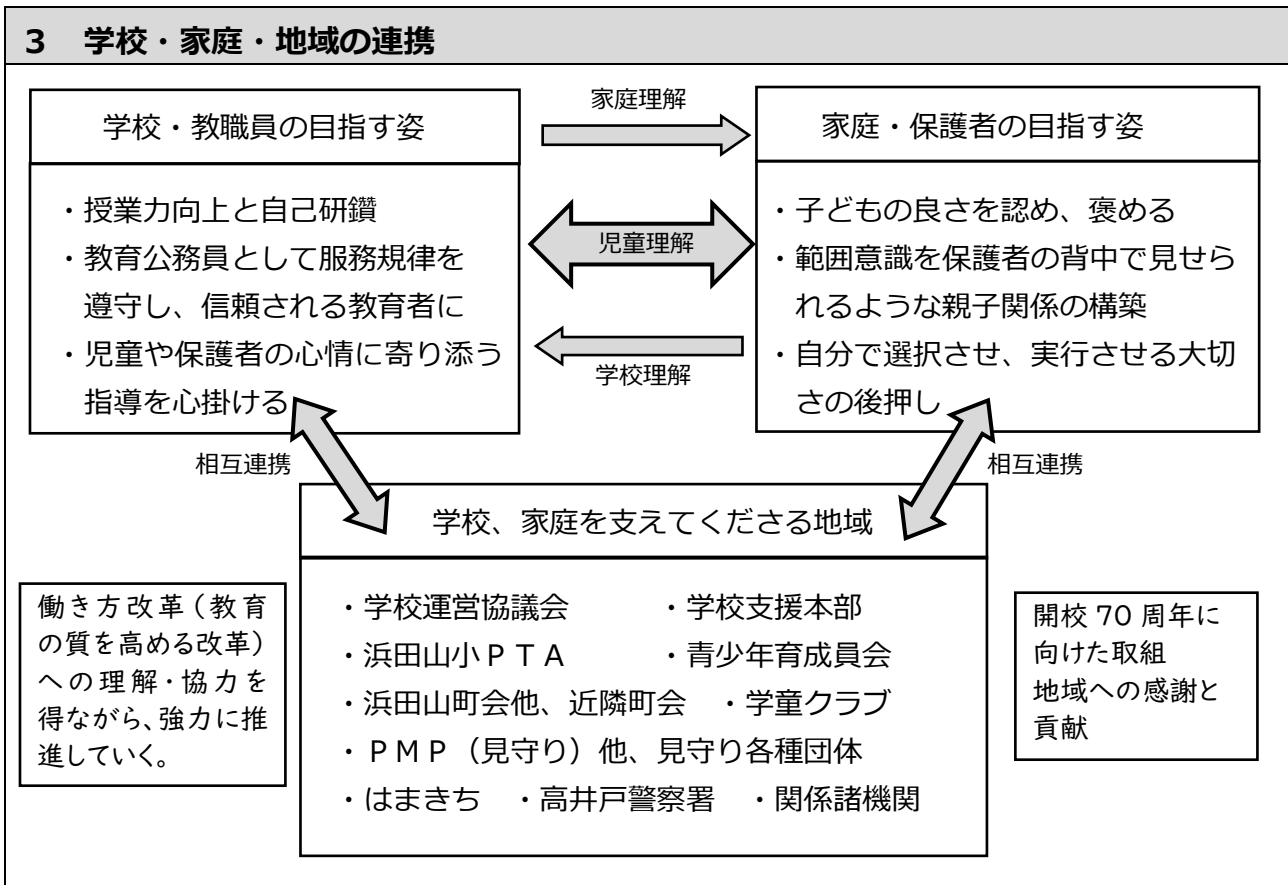 3 学校・家庭・地域の連携
学校・教職員の目指す姿
・授業力向上と自己研鑽
・教育公務員として服務規律を
遵守し、信頼される教育者に
・児童や保護者の心情に寄り添う
指導を心掛ける
家庭理解
児童理解
学校理解
家庭・保護者の目指す姿
・子どもの良さを認め、褒める
・範囲意識を保護者の背中で見せら
れるような親子関係の構築
・自分で選択させ、実行させる大切
さの後押し
相互連携
相互連携
学校、家庭を支えてくださる地域
・学校運営協議会 ・学校支援本部
・浜田山小ＰＴＡ ・青少年育成員会
・浜田山町会他、近隣町会 ・学童クラブ
・ＰＭＰ（見守り）他、見守り各種団体
・はまきち ・高井戸警察署 ・関係諸機関
働き方改革（教育
の質を高める改革）
への理解・協力を
得ながら、強力に推
進していく。
開校 70 周年に
向けた取組
地域への感謝と
貢献